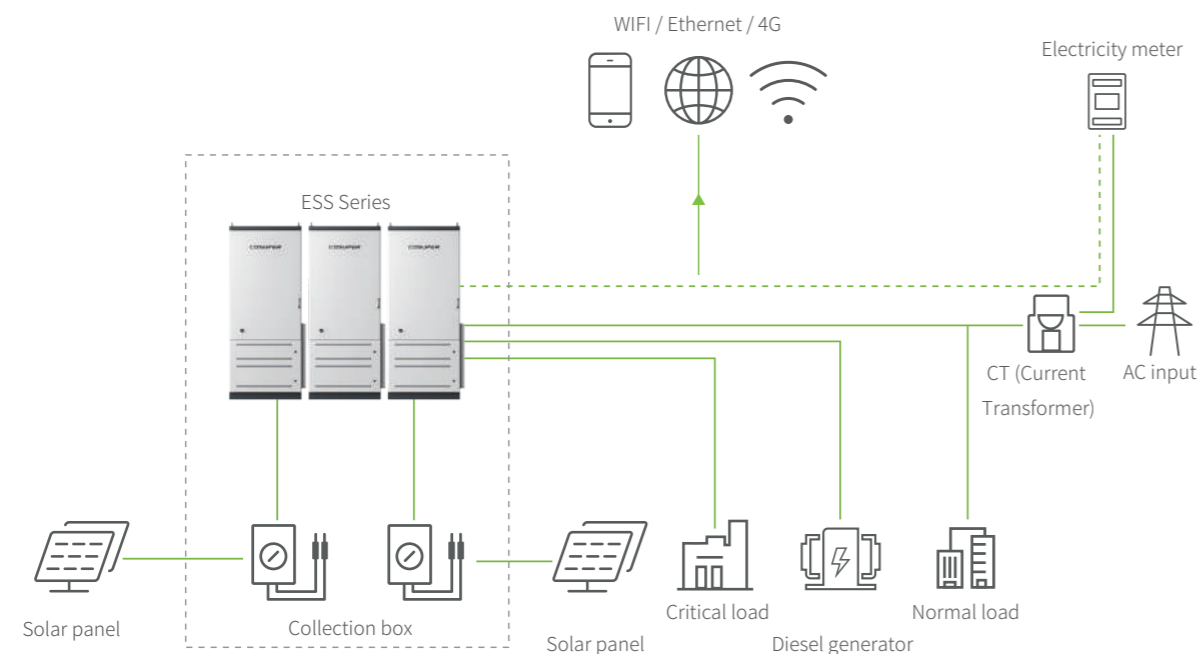 WIFI / Ethernet / 4G
Electricity meter
ESS Series
CT (Current
Transformer)
AC input
Critical load
Normal load
Solar panel
Collection box
Solar panel
Diesel generator